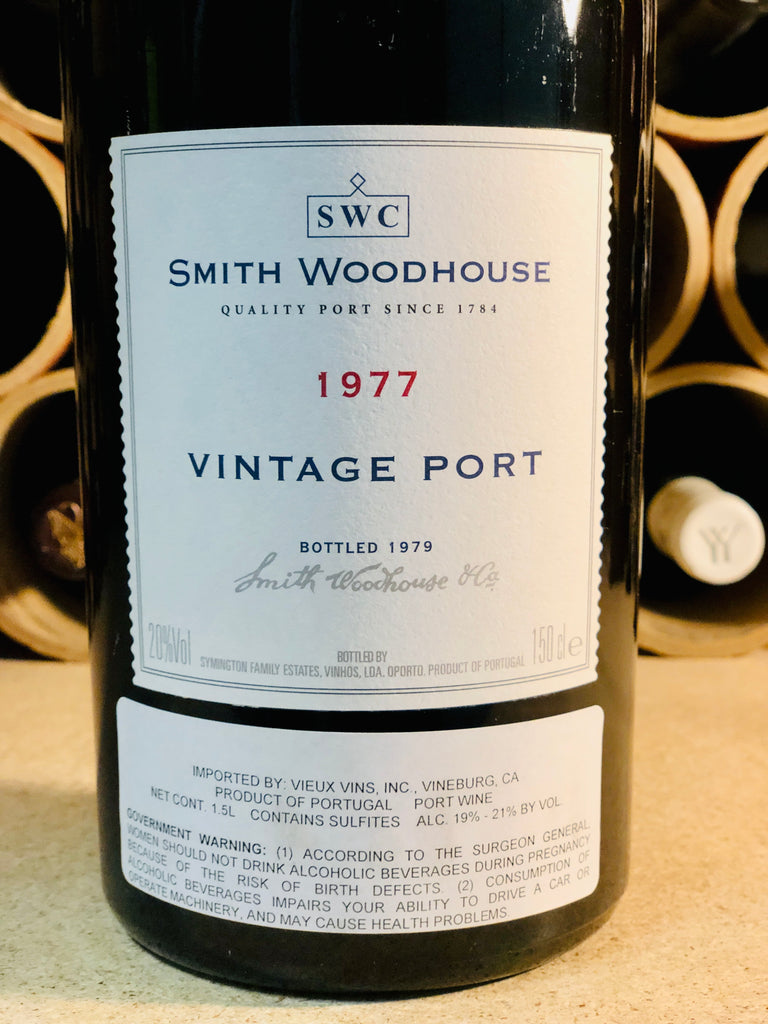 SWC
SMITH WOODHOUSE
QUALITY PORT SINCE 1784
1977
VINTAGE PORT
BOTTLED 1979
Smith Woodhouse & Co
20%Vol
BOTTLED BY
150 cl e
SYMINGTON FAMILY ESTATES, VINHOS, LDA, OPORTO, PRODUCT OF PORTUGAL
IMPORTED BY: VIEUX VINS, INC., VINEBURG, CA
PRODUCT OF PORTUGAL PORT WINE
NET CONT. 1.5L CONTAINS SULFITES ALC. 19% - 21% BY VOL.
GOVERNMENT WARNING: (1) ACCORDING TO THE SURGEON GENERAL,
WOMEN SHOULD NOT DRINK ALCOHOLIC BEVERAGES DURING PREGNANCY
BECAUSE OF THE RISK OF BIRTH DEFECTS. (2) CONSUMPTION OF
ALCOHOLIC BEVERAGES IMPAIRS YOUR ABILITY TO DRIVE A CAR OR
OPERATE MACHINERY, AND MAY CAUSE HEALTH PROBLEMS.
W